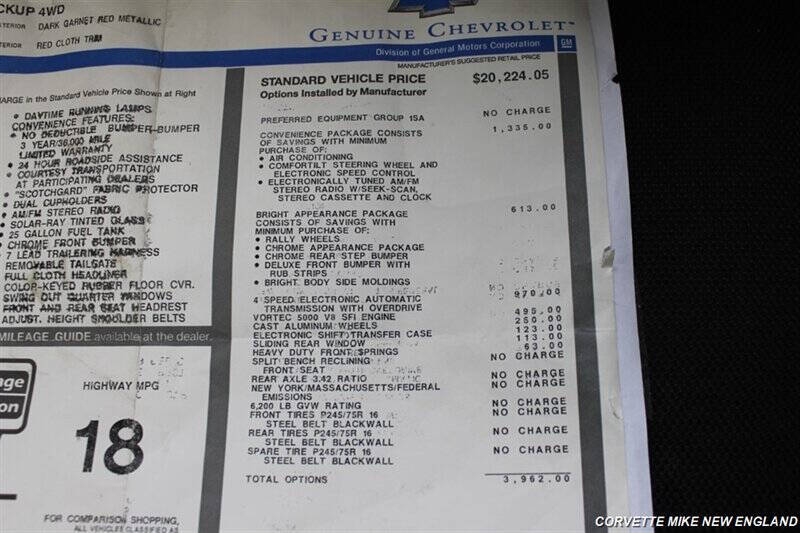 CKUP 4WD
TERIOR DARK GARNET RED METALLIC
TERIOR RED CLOTH TRIM
GENUINE CHEVROLET™
Division of General Motors Corporation
GM
MANUFACTURER'S SUGGESTED RETAIL PRICE
HARGE in the Standard Vehicle Price Shown at Right
• DAYTIME RUNNING LAMPS
CONVENIENCE FEATURES:
• NO DEDUCTIBLE BUMPER-BUMPER
3 YEAR/36,000 MILE
LIMITED WARRANTY
• 24 HOUR ROADSIDE ASSISTANCE
• COURTESY TRANSPORTATION
AT PARTICIPATING DEALERS
• "SCOTCHGARD" FABRIC PROTECTOR
• DUAL CUPHOLDERS
• AM/FM STEREO RADIO
• SOLAR-RAY TINTED GLASS
• 25 GALLON FUEL TANK
• CHROME FRONT BUMPER
• 7 LEAD TRAILERING HARNESS
REMOVABLE TAILGATE
FULL CLOTH HEADLINER
COLOR-KEYED RUBBER FLOOR CVR.
SWING OUT QUARTER WINDOWS
FRONT AND REAR SEAT HEADREST
ADJUST. HEIGHT SHOULDER BELTS
MILEAGE GUIDE available at the dealer.
age
on
HIGHWAY MPG
18
FOR COMPARISON SHOPPING,
ALL VEHICLES CLASSIFIED AS
STANDARD VEHICLE PRICE $20,224.05
Options Installed by Manufacturer
PREFERRED EQUIPMENT GROUP 1SA NO CHARGE
CONVENIENCE PACKAGE CONSISTS 1,335.00
OF SAVINGS WITH MINIMUM
PURCHASE OF:
• AIR CONDITIONING
• COMFORTILT STEERING WHEEL AND
ELECTRONIC SPEED CONTROL
• ELECTRONICALLY TUNED AM/FM
STEREO RADIO W/SEEK-SCAN,
STEREO CASSETTE AND CLOCK
BRIGHT APPEARANCE PACKAGE 613.00
CONSISTS OF SAVINGS WITH
MINIMUM PURCHASE OF:
• RALLY WHEELS
• CHROME APPEARANCE PACKAGE
• CHROME REAR STEP BUMPER
• DELUXE FRONT BUMPER WITH
RUB STRIPS
• BRIGHT BODY SIDE MOLDINGS
4 SPEED ELECTRONIC AUTOMATIC 970.00
TRANSMISSION WITH OVERDRIVE
VORTEC 5000 V8 SFI ENGINE 495.00
CAST ALUMINUM WHEELS 250.00
ELECTRONIC SHIFT TRANSFER CASE 123.00
SLIDING REAR WINDOW 113.00
HEAVY DUTY FRONT SPRINGS 63.00
SPLIT BENCH RECLINING NO CHARGE
FRONT SEAT
REAR AXLE 3.42 RATIO NO CHARGE
NEW YORK/MASSACHUSETTS/FEDERAL NO CHARGE
EMISSIONS
6,200 LB GVW RATING NO CHARGE
FRONT TIRES P245/75R 16 NO CHARGE
STEEL BELT BLACKWALL
REAR TIRES P245/75R 16 NO CHARGE
STEEL BELT BLACKWALL
SPARE TIRE P245/75R 16 NO CHARGE
STEEL BELT BLACKWALL
TOTAL OPTIONS 3,962.00
CORVETTE MIKE NEW ENGLAND